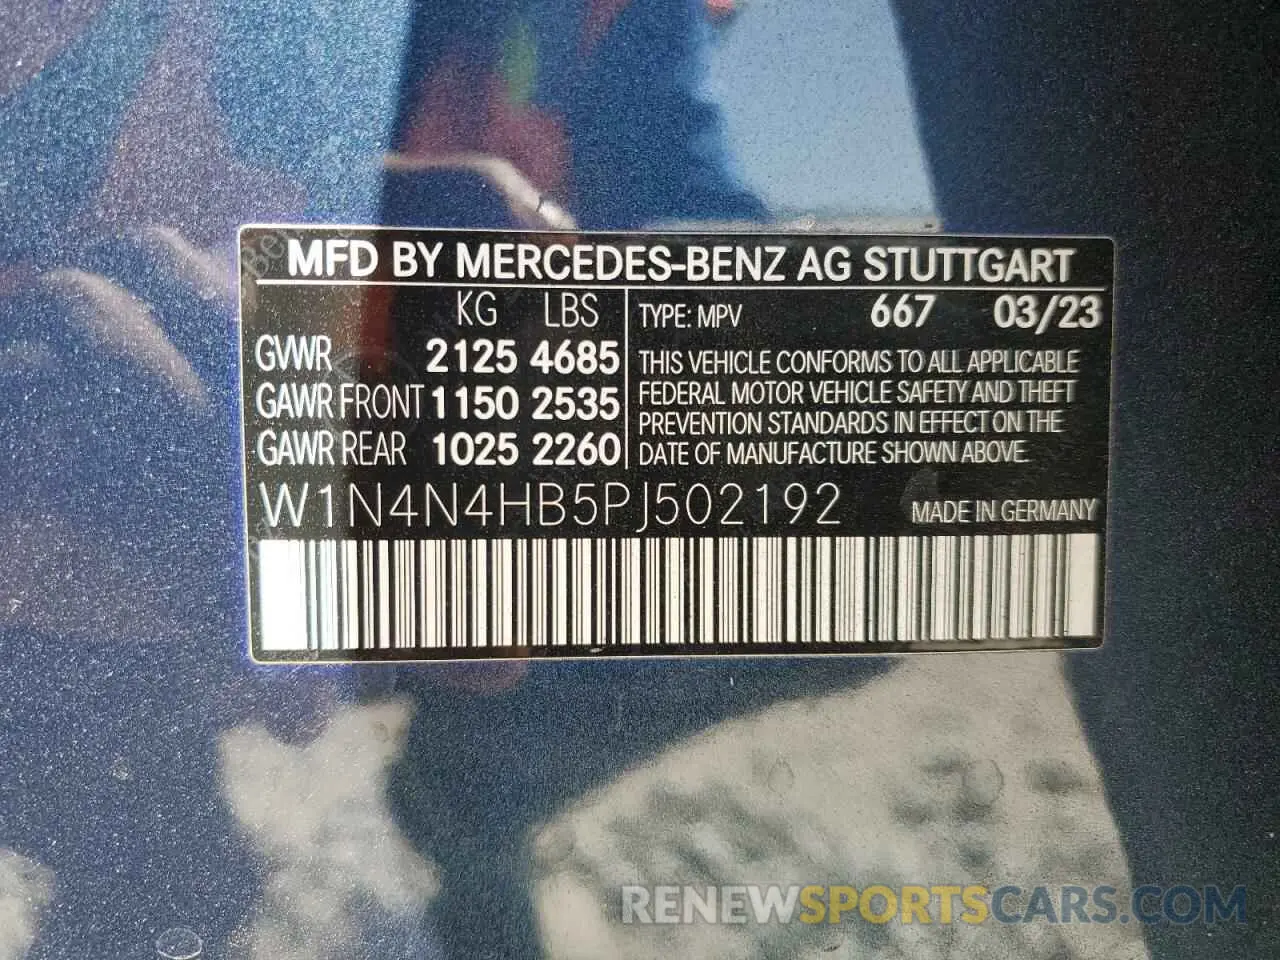 MFD BY MERCEDES-BENZ AG STUTTGART
KG LBS
GVWR 2125 4685
GAWR FRONT 1150 2535
GAWR REAR 1025 2260
TYPE: MPV 667 03/23
THIS VEHICLE CONFORMS TO ALL APPLICABLE
FEDERAL MOTOR VEHICLE SAFETY AND THEFT
PREVENTION STANDARDS IN EFFECT ON THE
DATE OF MANUFACTURE SHOWN ABOVE.
W1N4N4HB5PJ502192
MADE IN GERMANY
RENEWSPORTSCARS.COM